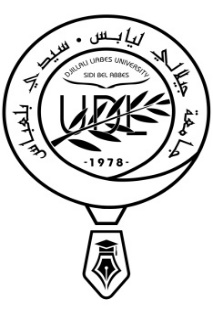 جامعة جيلالي ليابس . سيدي بلعباس
DJILLALI LIABES UNIVERSITY
SIDI BEL ABBES
UDL
-1978-